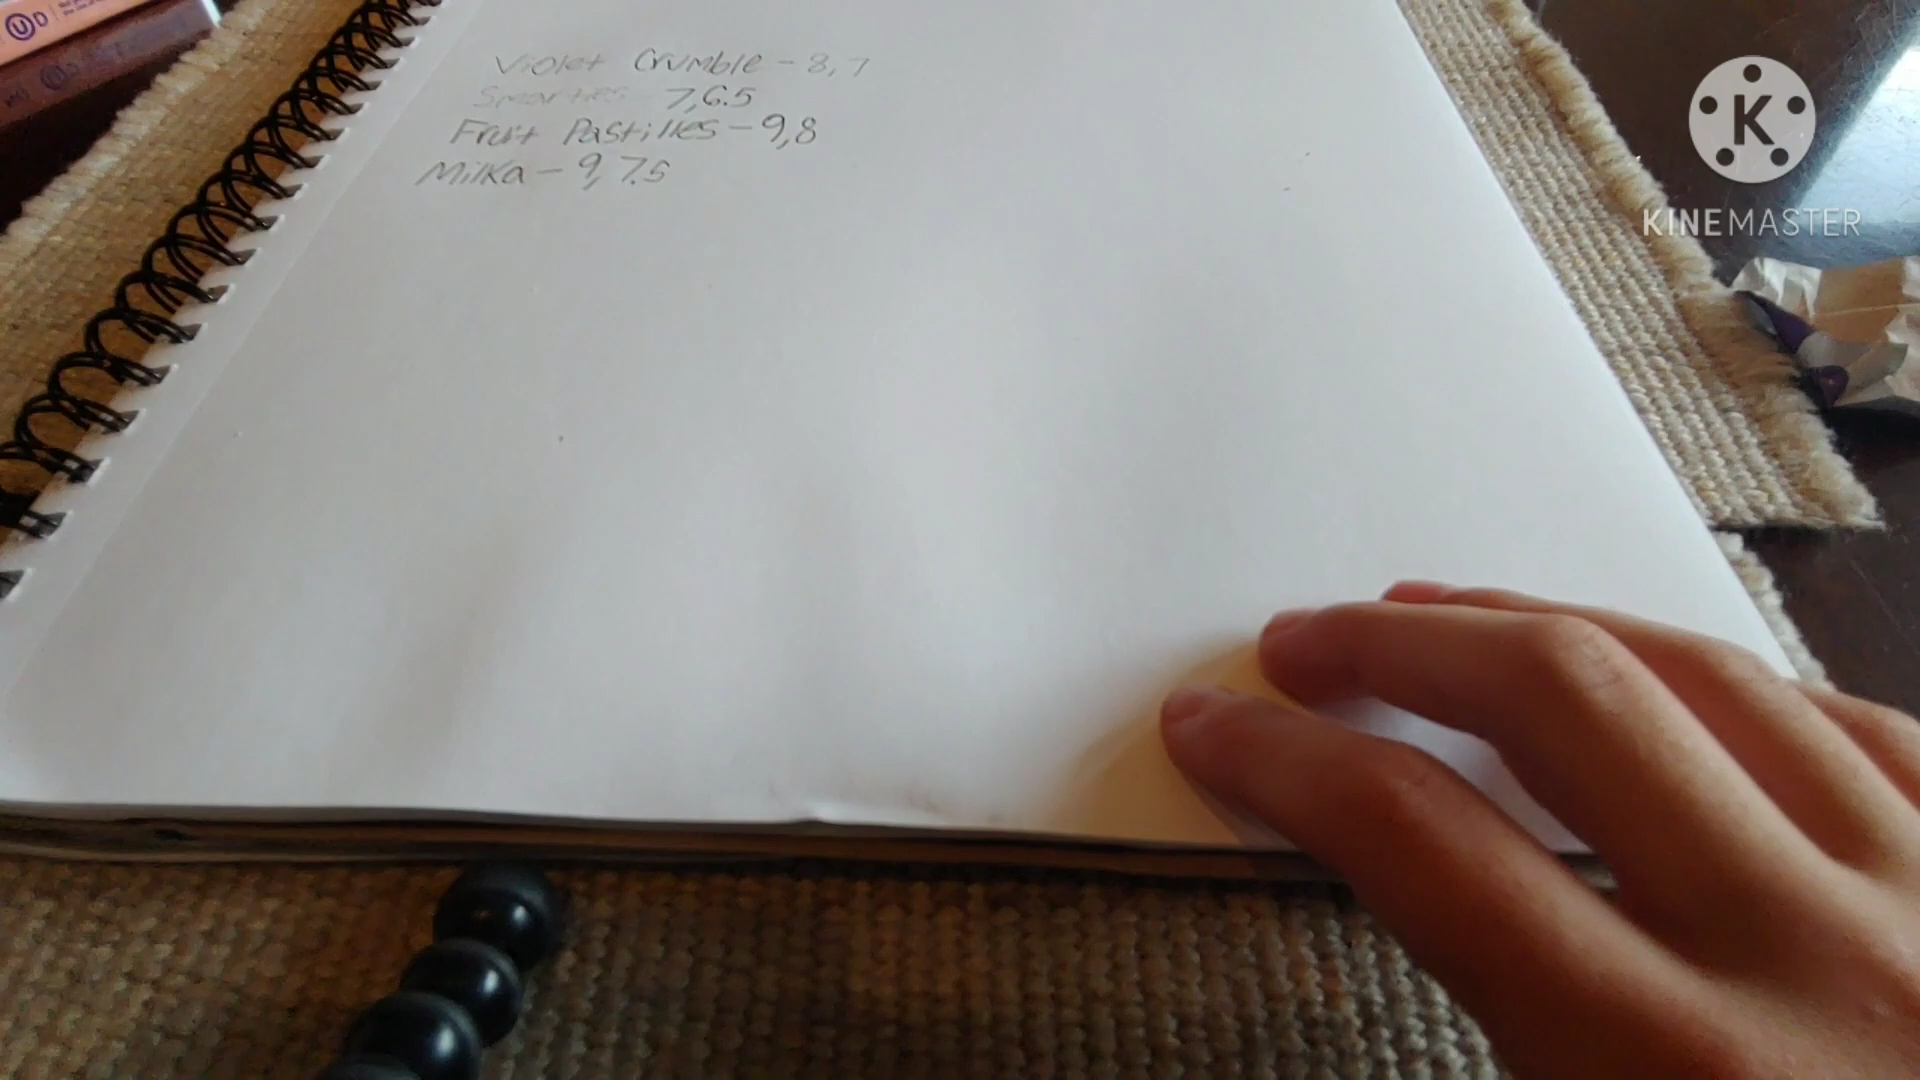 Violet Crumble - 8,7
Smarties - 7,6.5
Fruit Pastilles - 9,8
Milka - 9,7.5
K
KINEMASTER
U D